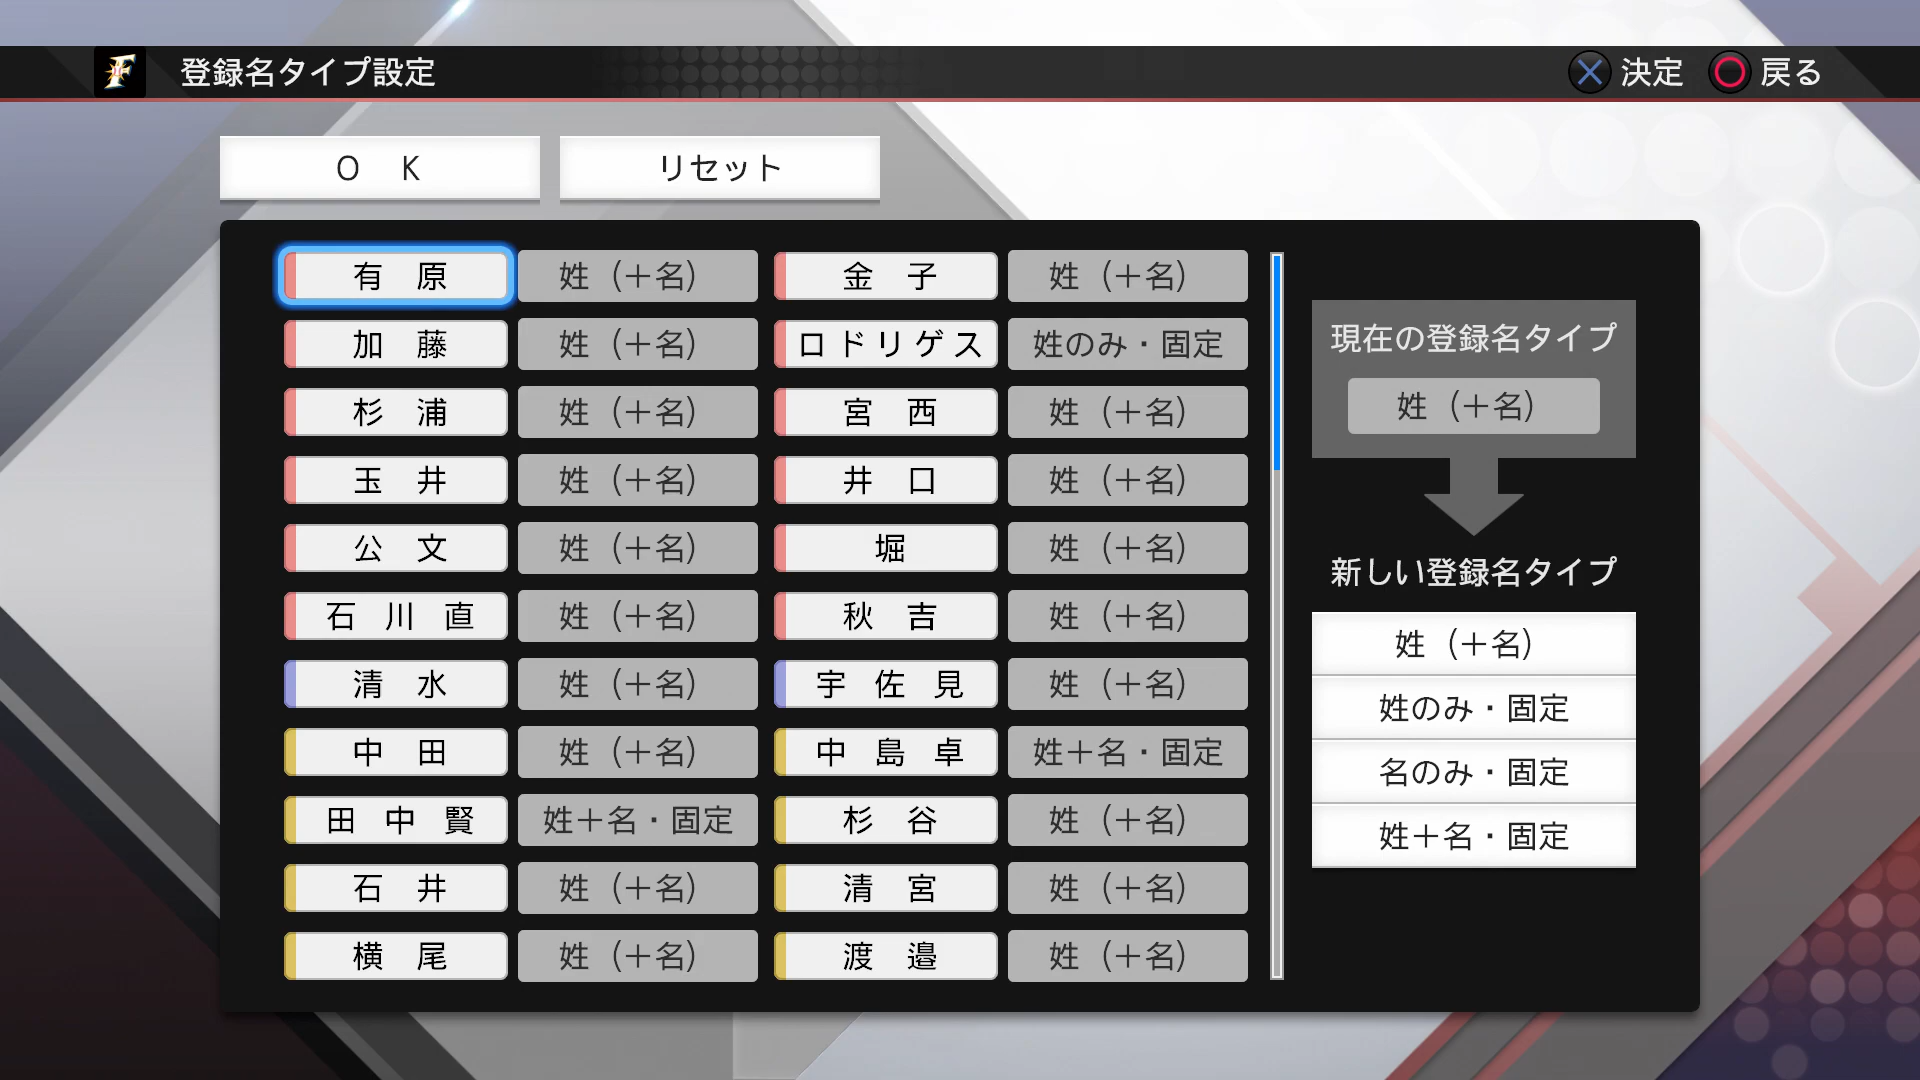 登録名タイプ設定
決定 戻る
OK リセット
有原 姓（＋名） 金子 姓（＋名）
加藤 姓（＋名） ロドリゲス 姓のみ・固定
杉浦 姓（＋名） 宮西 姓（＋名）
玉井 姓（＋名） 井口 姓（＋名）
公文 姓（＋名） 堀 姓（＋名）
石川直 姓（＋名） 秋吉 姓（＋名）
清水 姓（＋名） 宇佐見 姓（＋名）
中田 姓（＋名） 中島卓 姓＋名・固定
田中賢 姓＋名・固定 杉谷 姓（＋名）
石井 姓（＋名） 清宮 姓（＋名）
横尾 姓（＋名） 渡邉 姓（＋名）
現在の登録名タイプ
姓（＋名）
新しい登録名タイプ
姓（＋名）
姓のみ・固定
名のみ・固定
姓＋名・固定